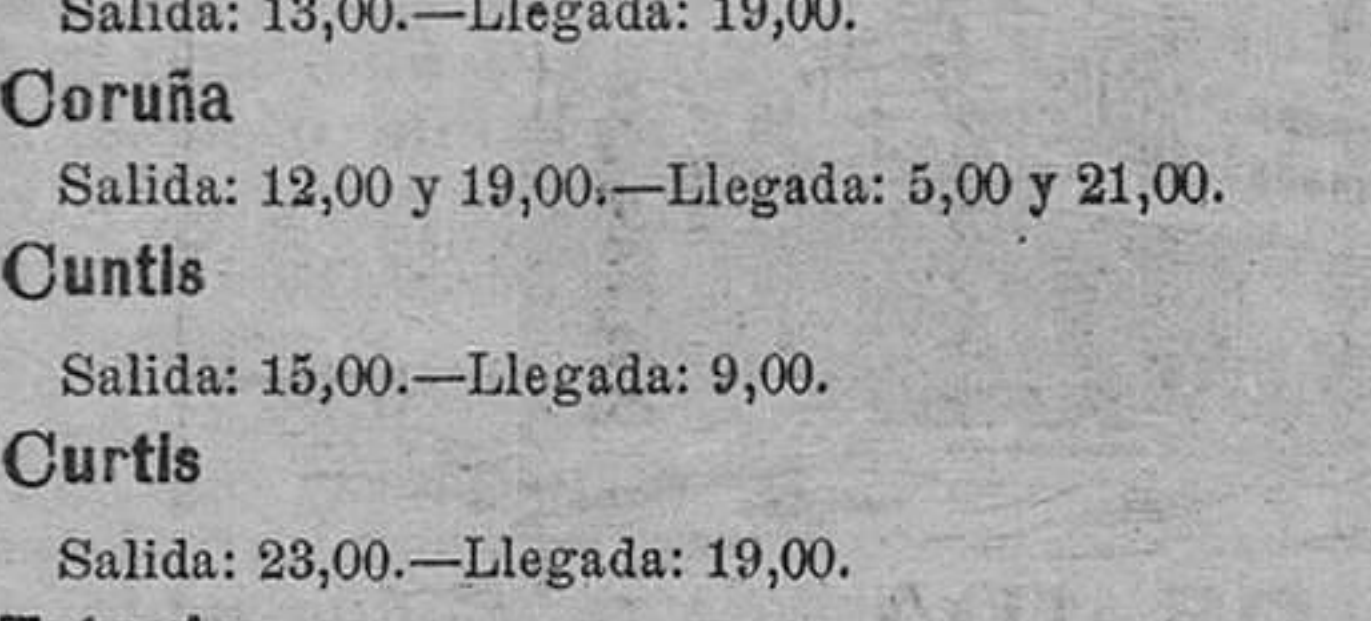 Salida: 13,00.—Llegada: 19,00.
Coruña
Salida: 12,00 y 19,00.—Llegada: 5,00 y 21,00.
Cuntis
Salida: 15,00.—Llegada: 9,00.
Curtis
Salida: 23,00.—Llegada: 19,00.